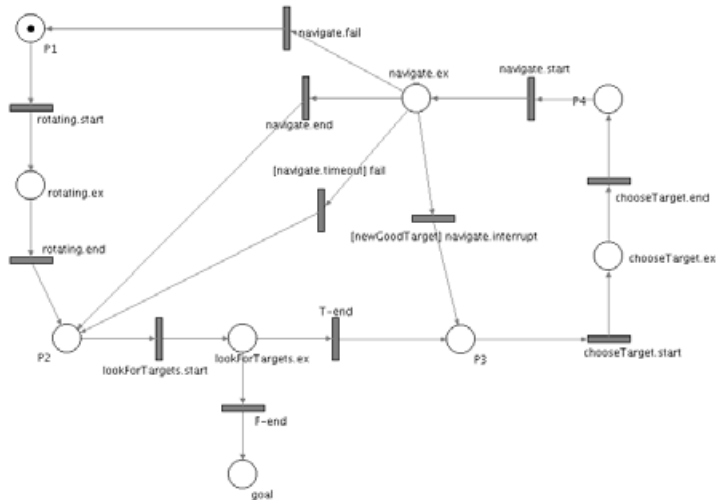 navigate.fail
P1
navigate.ex
navigate.start
P4
rotating.start
navigate.end
[navigate.timeout] fail
rotating.ex
chooseTarget.end
[newGoodTarget] navigate.interrupt
rotating.end
chooseTarget.ex
T-end
P2
lookForTargets.ex
P3
chooseTarget.start
lookForTargets.start
F-end
goal